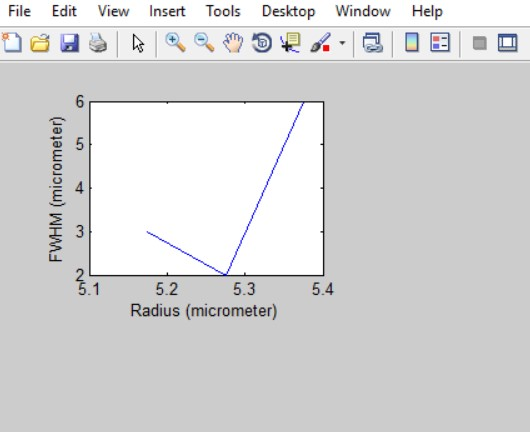 File Edit View Insert Tools Desktop Window Help
6
5
4
3
2
FWHM (micrometer)
5.1 5.2 5.3 5.4
Radius (micrometer)